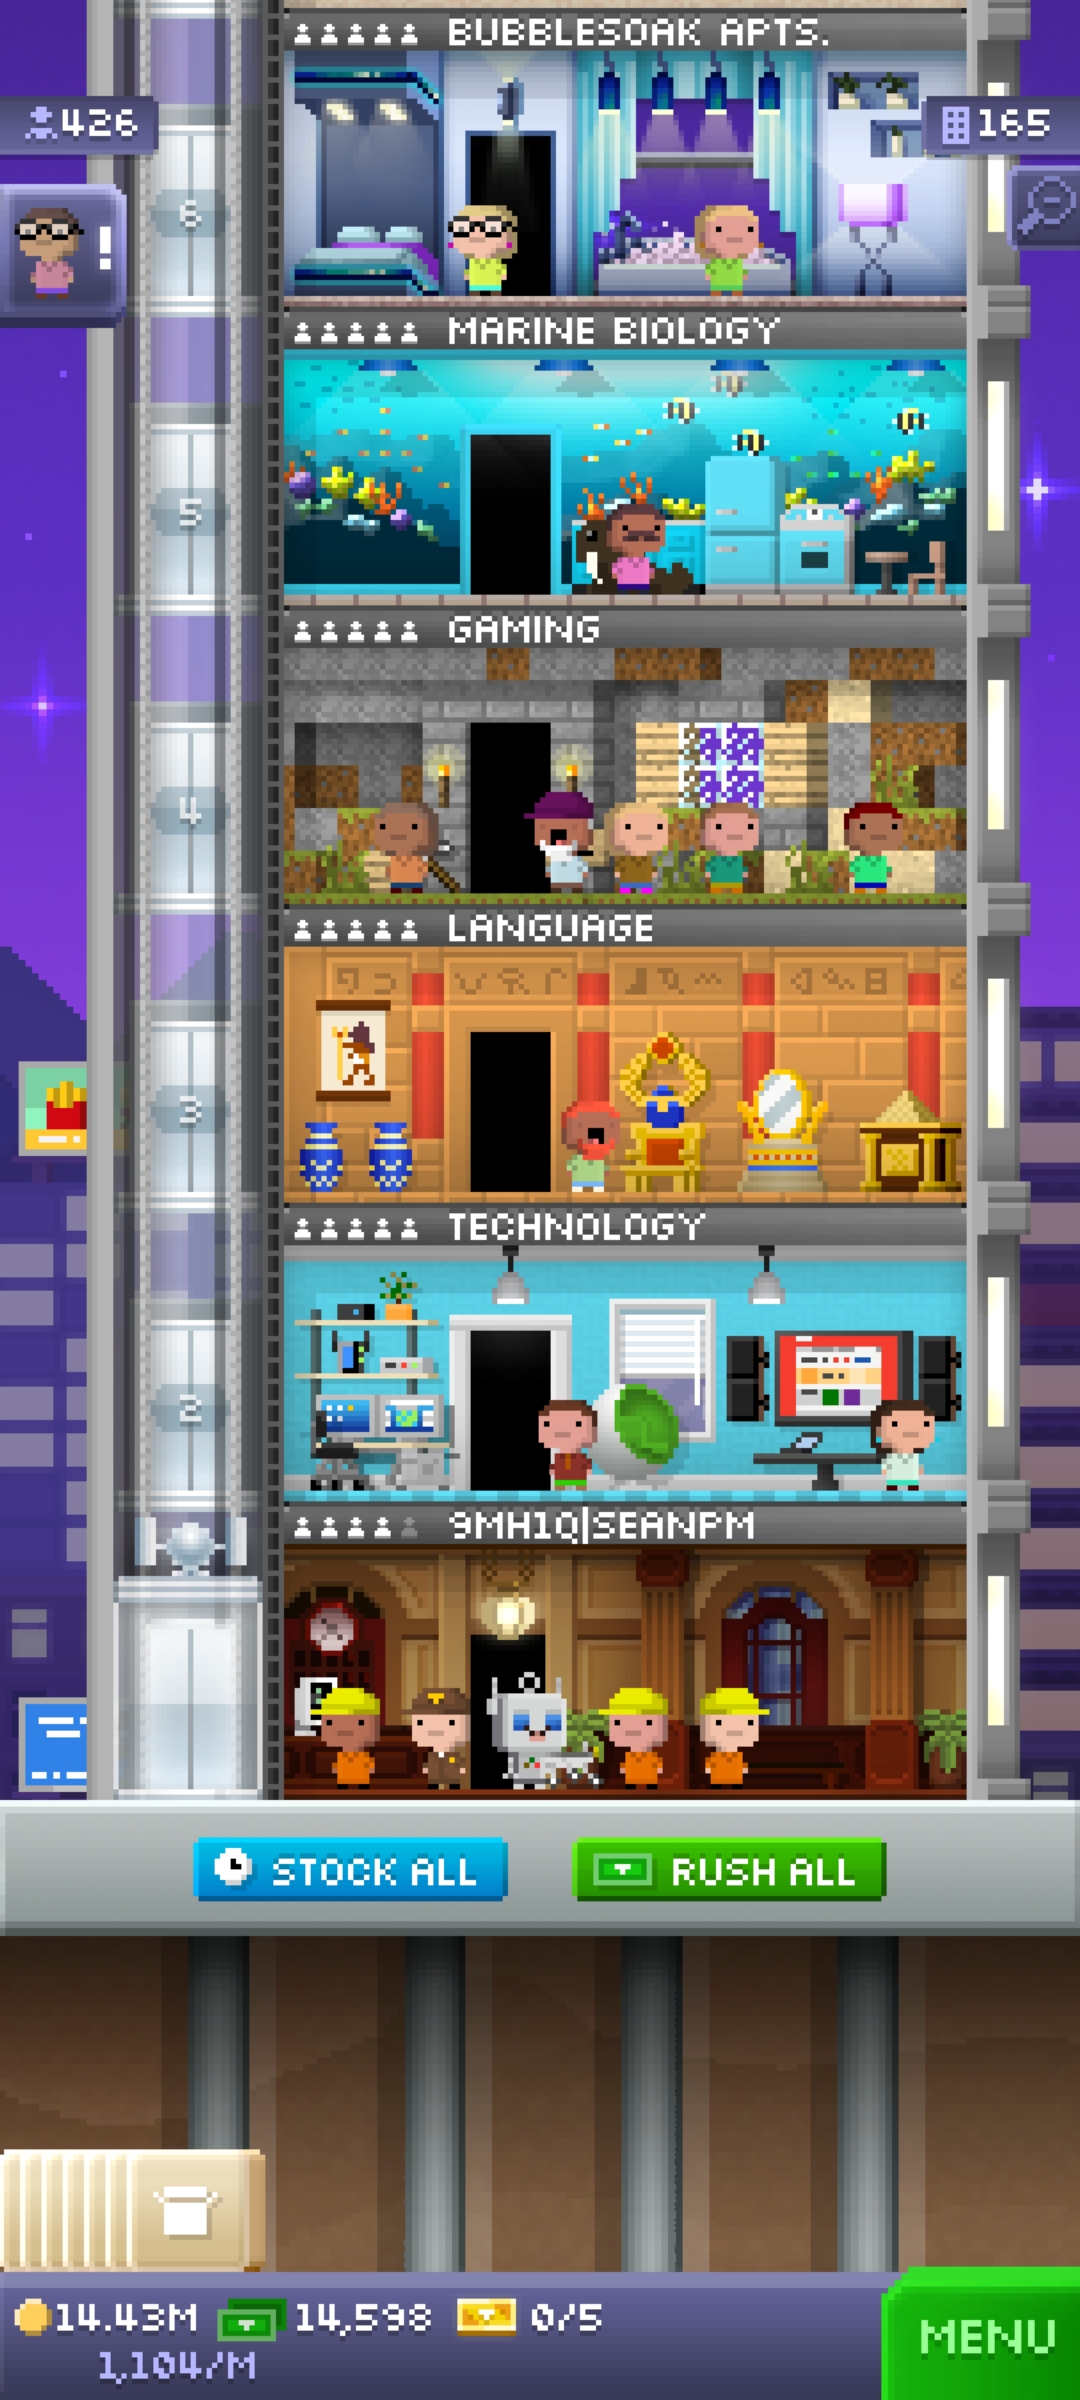 BUBBLESOAK APTS.
426
165
6
!
MARINE BIOLOGY
5
GAMING
4
LANGUAGE
3
TECHNOLOGY
2
9MH1Q|SEANPM
STOCK ALL
RUSH ALL
14.43M
14,598
0/5
1,104/M
MENU